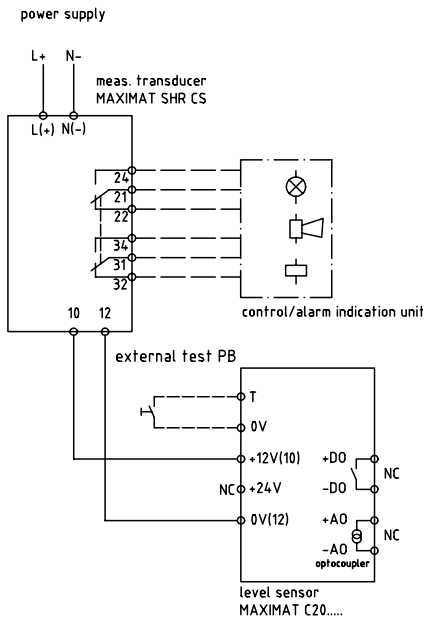 power supply
L+ N-
meas. transducer
MAXIMAT SHR CS
L(+) N(-)
24
21
22
34
31
32
control/alarm indication unit
10 12
external test PB
T
0V
+12V(10) +DO
NC
NC +24V -DO
0V(12) +AO
NC
-AO
optocoupler
level sensor
MAXIMAT C20.....